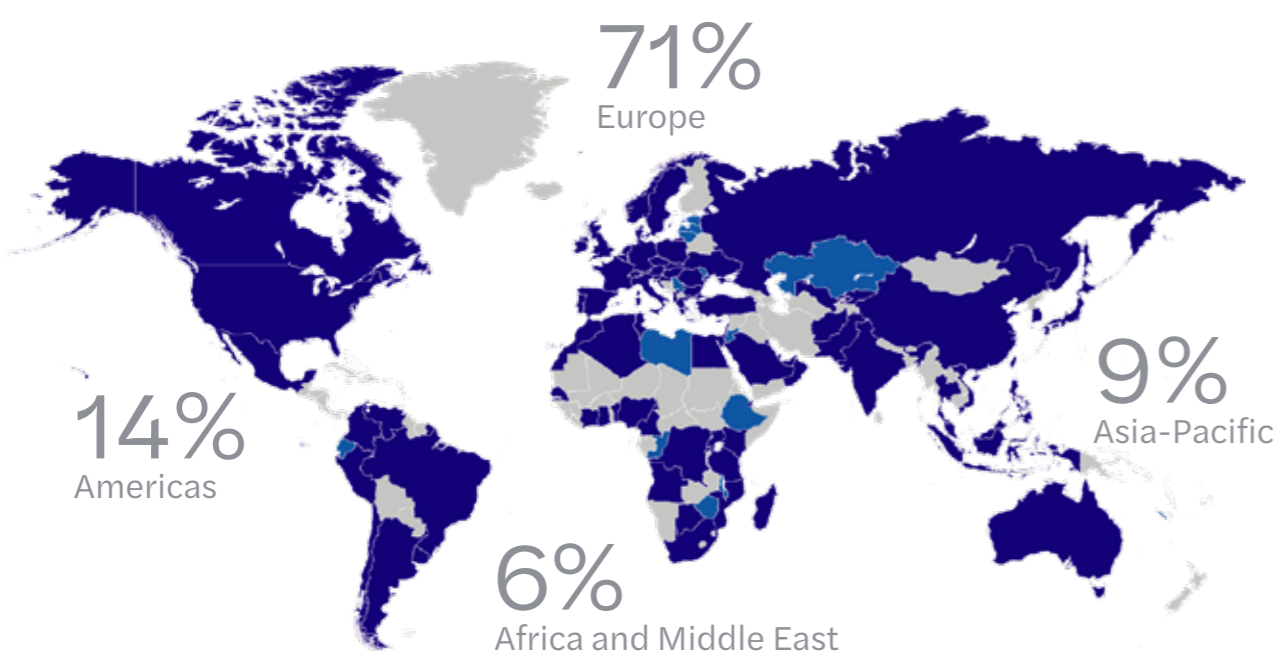 71%
Europe
14%
Americas
9%
Asia-Pacific
6%
Africa and Middle East